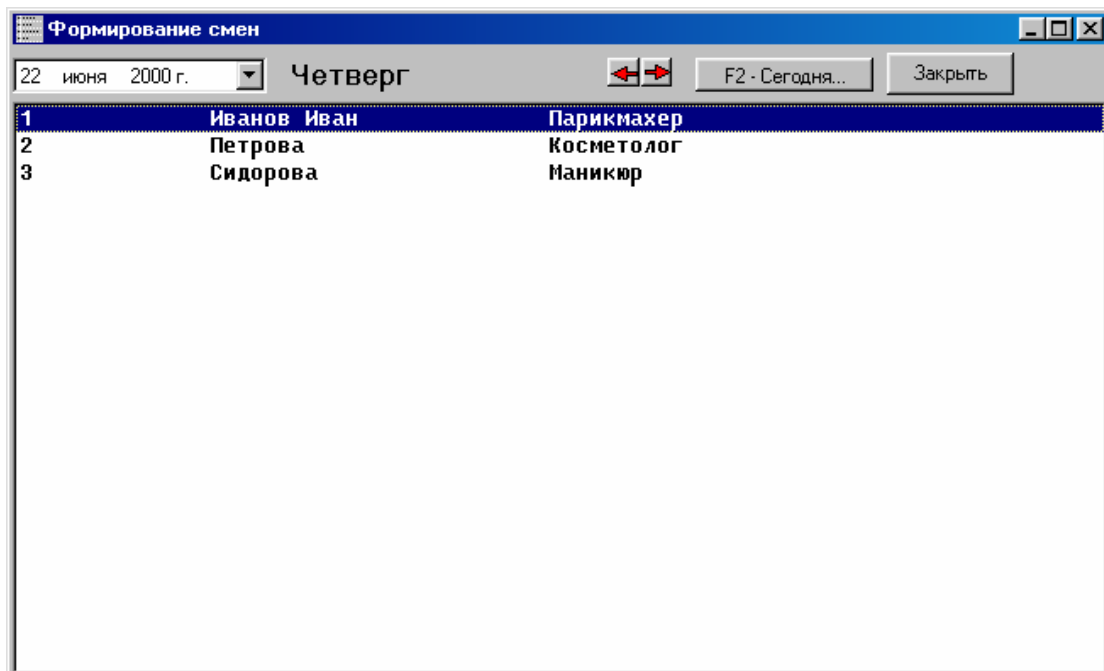 Формирование смен
22 июня 2000 г. Четверг F2 - Сегодня... Закрыть
1 Иванов Иван Парикмахер
2 Петрова Косметолог
3 Сидорова Маникюр